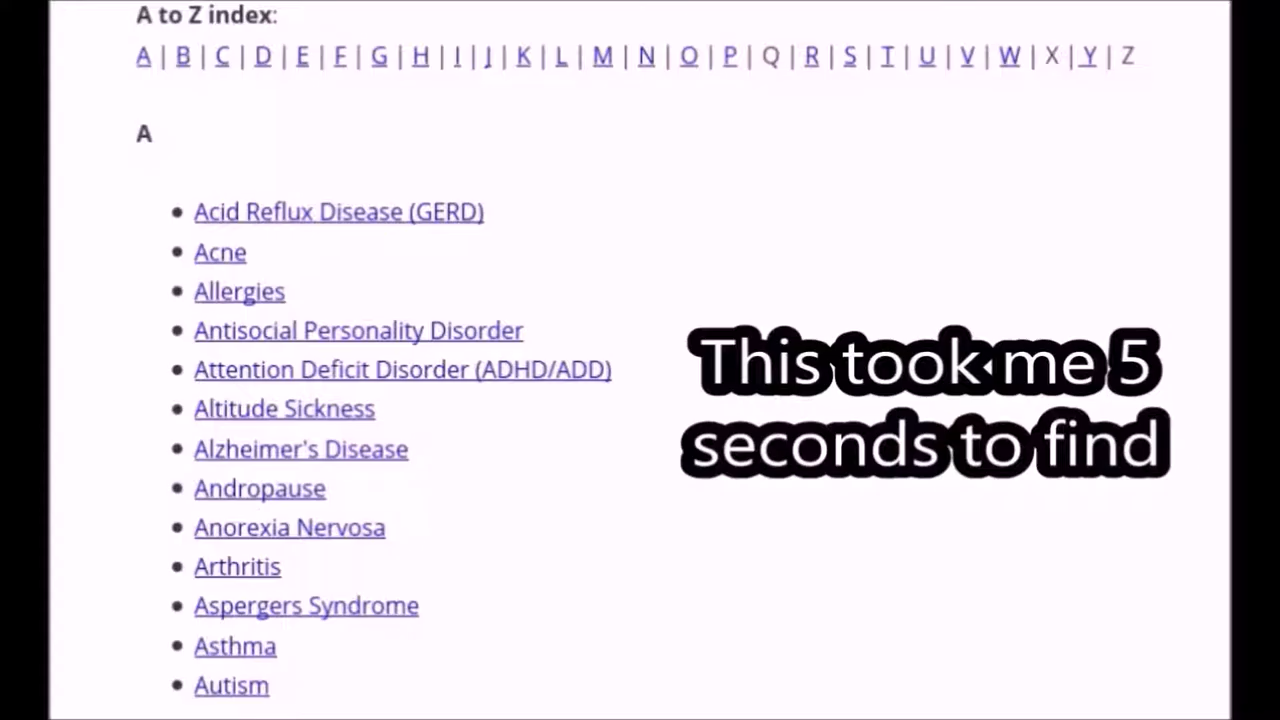 A to Z index:
A | B | C | D | E | F | G | H | I | J | K | L | M | N | O | P | Q | R | S | T | U | V | W | X | Y | Z
A
Acid Reflux Disease (GERD)
Acne
Allergies
Antisocial Personality Disorder
Attention Deficit Disorder (ADHD/ADD)
Altitude Sickness
Alzheimer's Disease
Andropause
Anorexia Nervosa
Arthritis
Aspergers Syndrome
Asthma
Autism
This took me 5
seconds to find